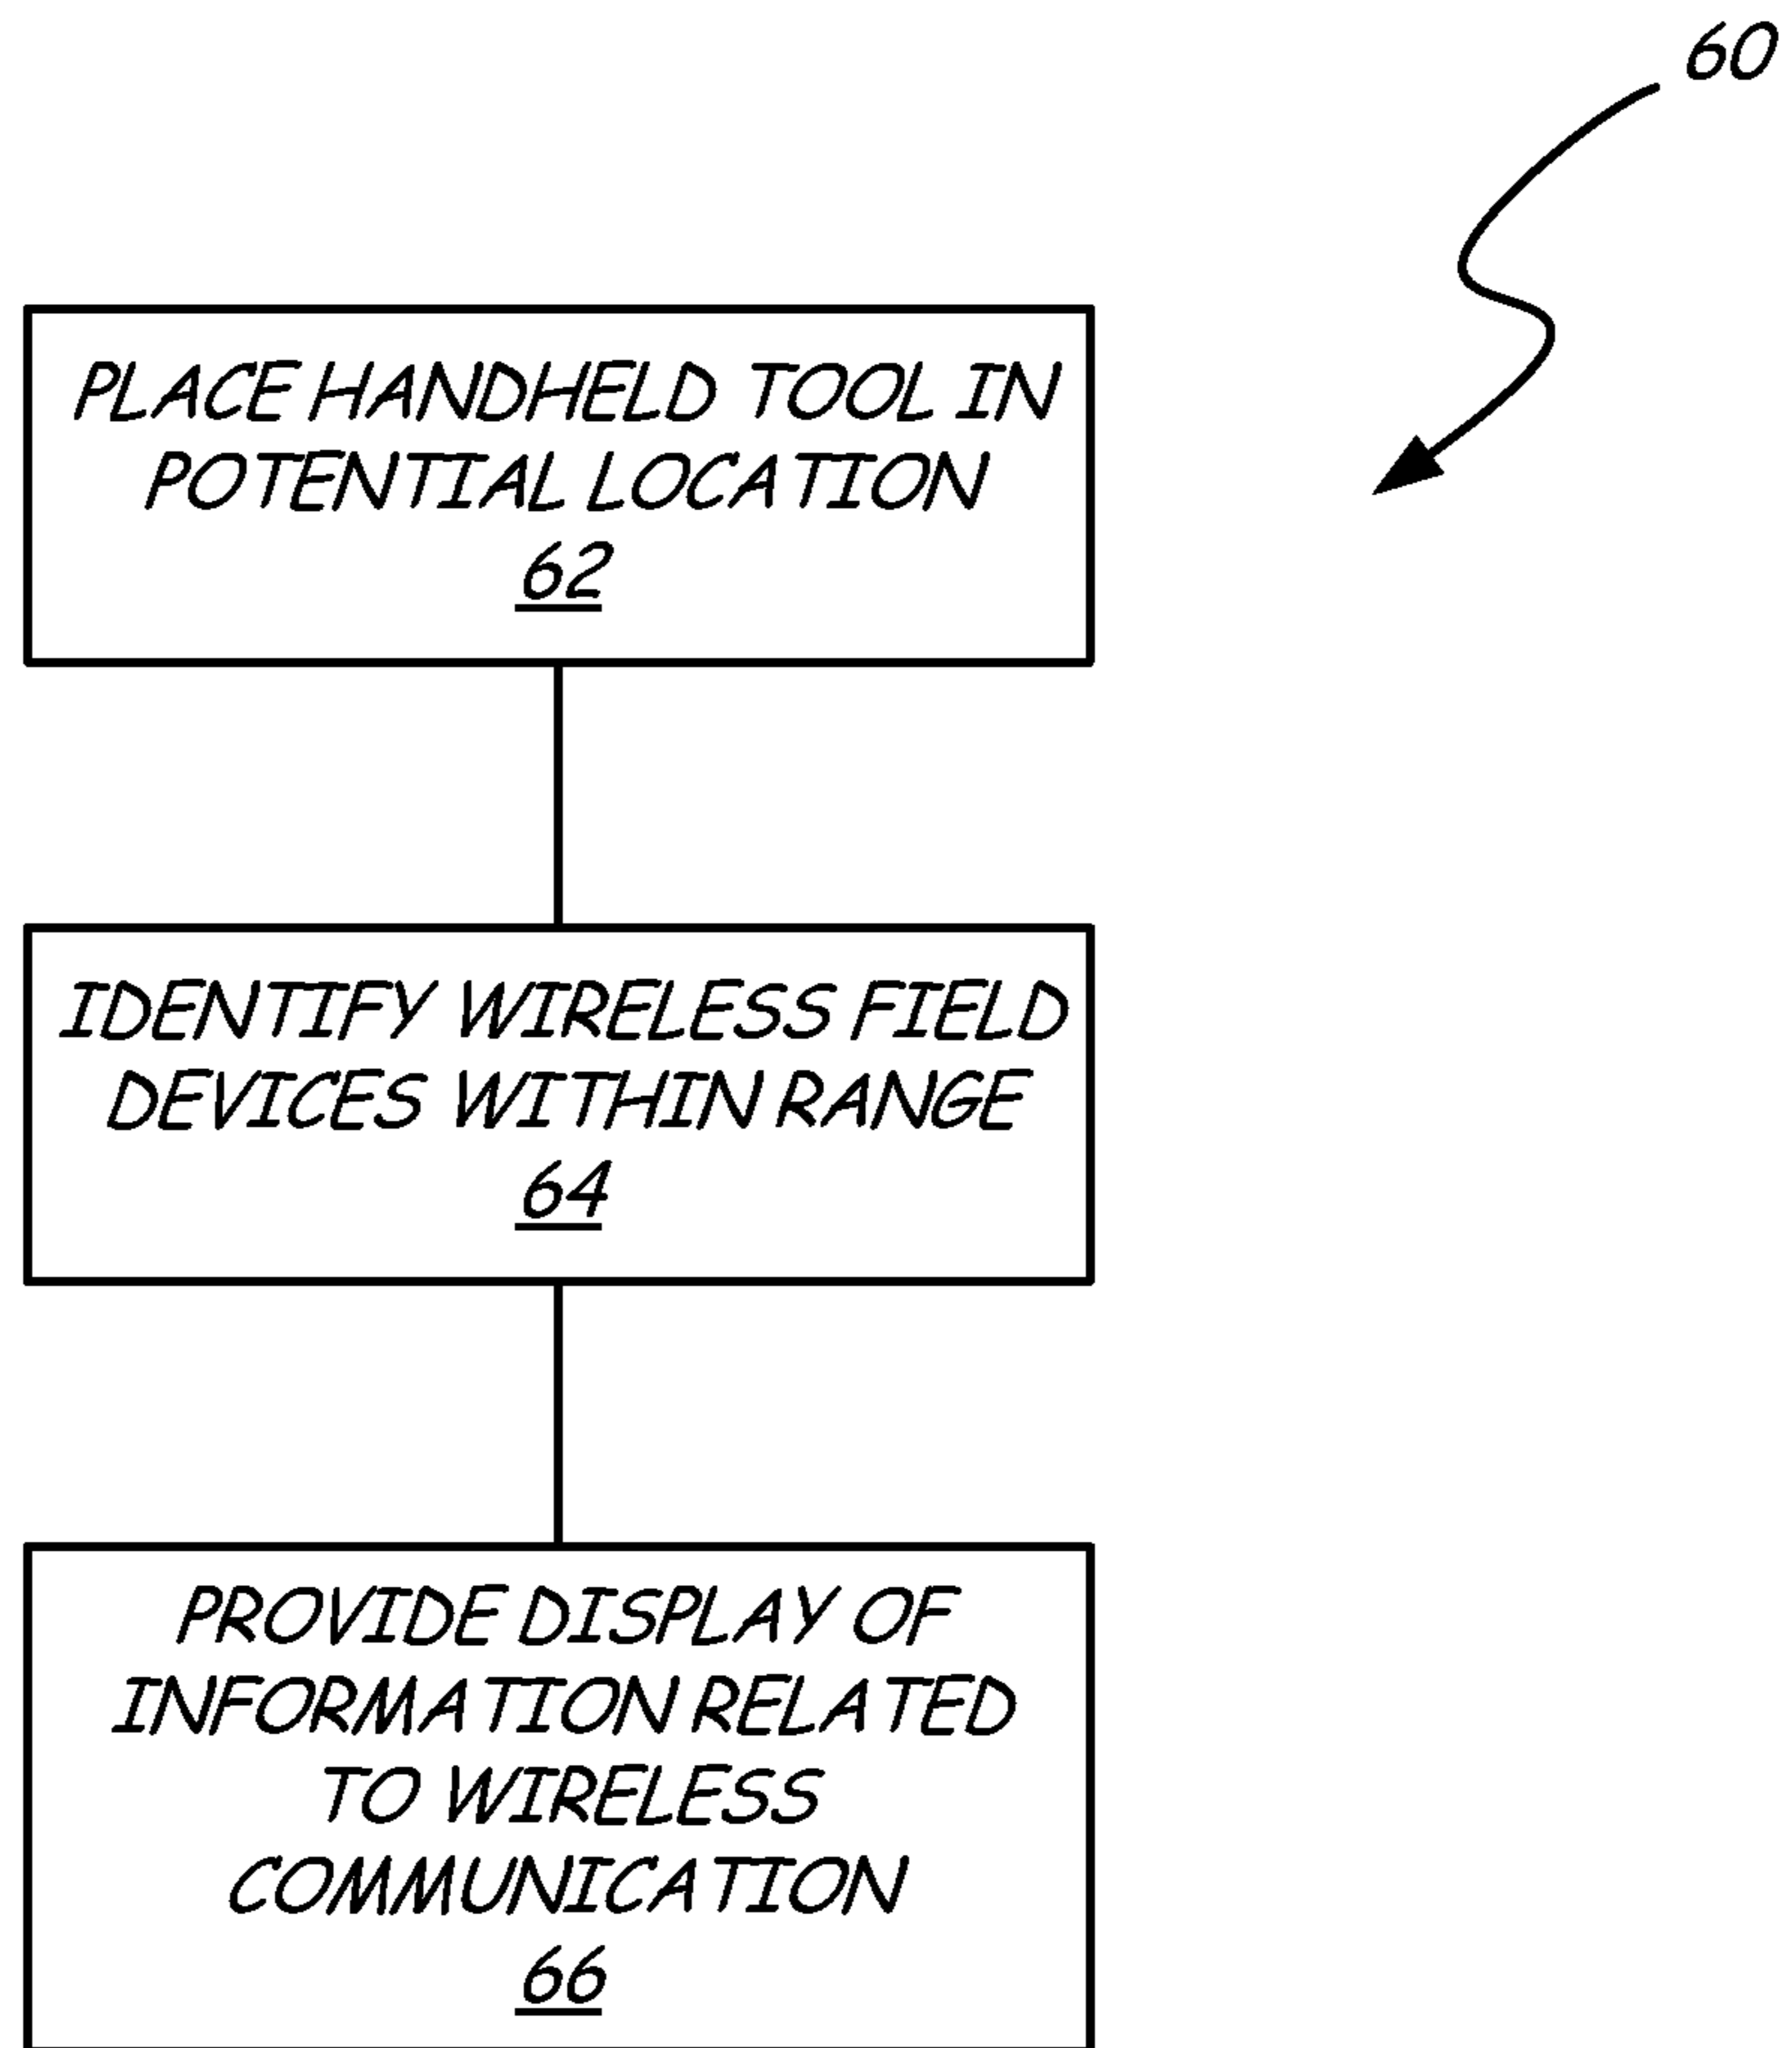 60
PLACE HANDHELD TOOL IN
POTENTIAL LOCATION
62
IDENTIFY WIRELESS FIELD
DEVICES WITHIN RANGE
64
PROVIDE DISPLAY OF
INFORMATION RELATED
TO WIRELESS
COMMUNICATION
66